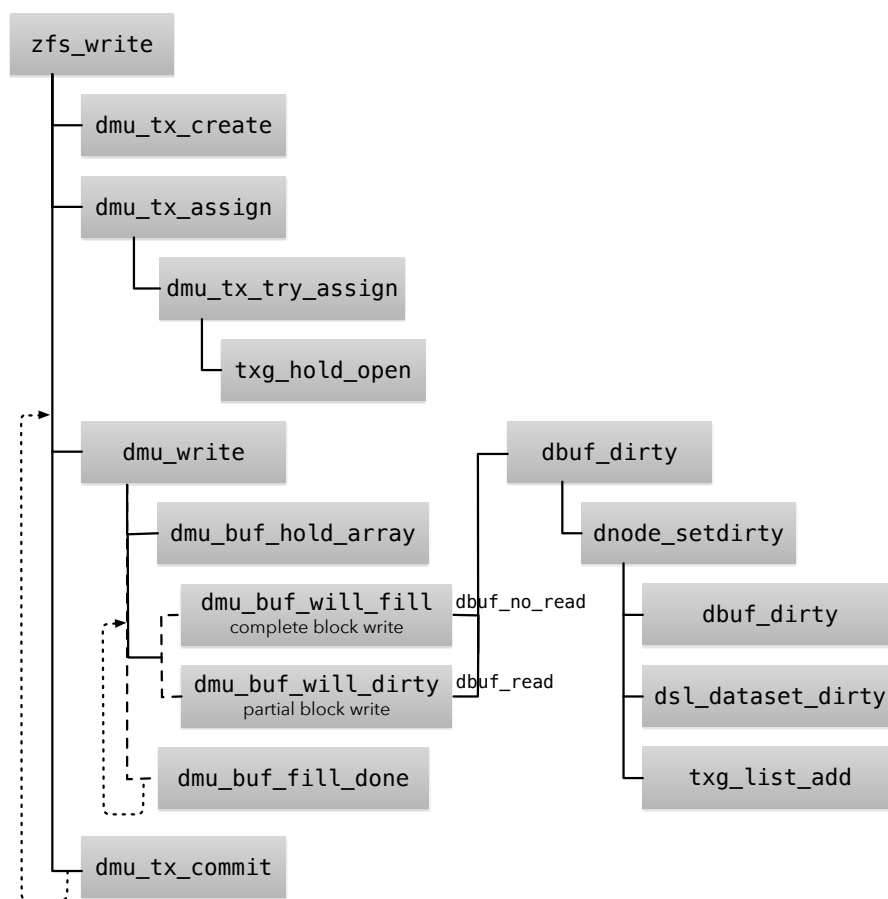 zfs_write
dmu_tx_create
dmu_tx_assign
dmu_tx_try_assign
txg_hold_open
dmu_write
dbuf_dirty
dmu_buf_hold_array
dnode_setdirty
dmu_buf_will_fill
complete block write
dbuf_no_read
dbuf_dirty
dmu_buf_will_dirty
partial block write
dbuf_read
dsl_dataset_dirty
dmu_buf_fill_done
txg_list_add
dmu_tx_commit